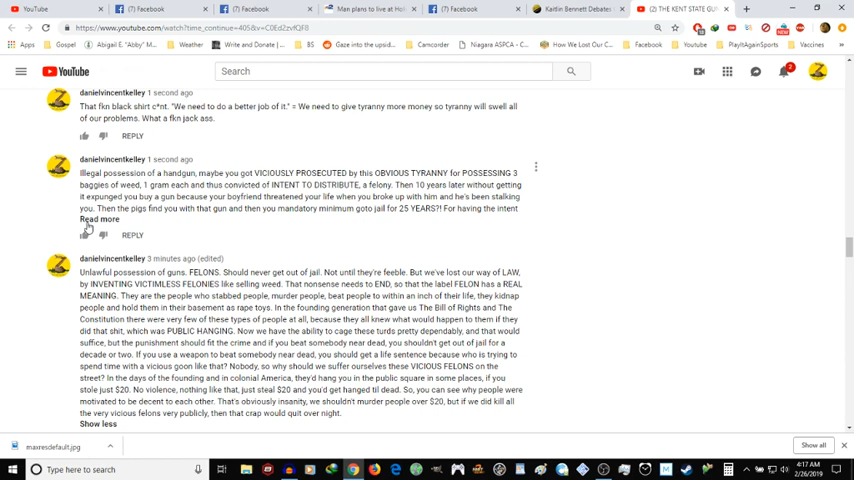 YouTube
(7) Facebook
Facebook
Man plans to live at Hol
(7) Facebook
Kaitlin Bennett Debates
(2) THE KENT STATE GU
https://www.youtube.com/watch?time_continue=405&v=C0Ed2zvfQF8
Apps
Gospel
Abigail E. "Abby" M...
Weather
Write and Donate | ...
BS
Gaze into the upsid...
Camcorder
Niagara ASPCA - C...
How We Lost Our C...
Facebook
Youtube
PlayItAgainSports
Vaccines
YouTube
Search
2
danielvincentkelley 1 second ago
That fkn black shirt c*nt. "We need to do a better job of it." = We need to give tyranny more money so tyranny will swell all
of our problems. What a fkn jack ass.
REPLY
danielvincentkelley 1 second ago
Illegal possession of a handgun, maybe you got VICIOUSLY PROSECUTED by this OBVIOUS TYRANNY for POSSESSING 3
baggies of weed, 1 gram each and thus convicted of INTENT TO DISTRIBUTE, a felony. Then 10 years later without getting
it expunged you buy a gun because your boyfriend threatened your life when you broke up with him and he's been stalking
you. Then the pigs find you with that gun and then you mandatory minimum goto jail for 25 YEARS?! For having the intent
Read more
REPLY
danielvincentkelley 3 minutes ago (edited)
Unlawful possession of guns. FELONS. Should never get out of jail. Not until they're feeble. But we've lost our way of LAW,
by INVENTING VICTIMLESS FELONIES like selling weed. That nonsense needs to END, so that the label FELON has a REAL
MEANING. They are the people who stabbed people, murder people, beat people to within an inch of their life, they kidnap
people and hold them in their basement as rape toys. In the founding generation that gave us The Bill of Rights and The
Constitution there were very few of these types of people at all, because they all knew what would happen to them if they
did that shit, which was PUBLIC HANGING. Now we have the ability to cage these turds pretty dependably, and that would
suffice, but the punishment should fit the crime and if you beat somebody near dead, you shouldn't get out of jail for a
decade or two. If you use a weapon to beat somebody near dead, you should get a life sentence because who is trying to
spend time with a vicious goon like that? Nobody, so why should we suffer ourselves these VICIOUS FELONS on the
street? In the days of the founding and in colonial America, they'd hang you in the public square in some places, if you
stole just $20. No violence, nothing like that, just steal $20 and you'd get hanged til dead. So, you can see why people were
motivated to be decent to each other. That's obviously insanity, we shouldn't murder people over $20, but if we did kill all
the very vicious felons very publicly, then that crap would quit over night.
Show less
maxresdefault.jpg
Show all
Type here to search
4:17 AM
2/26/2019